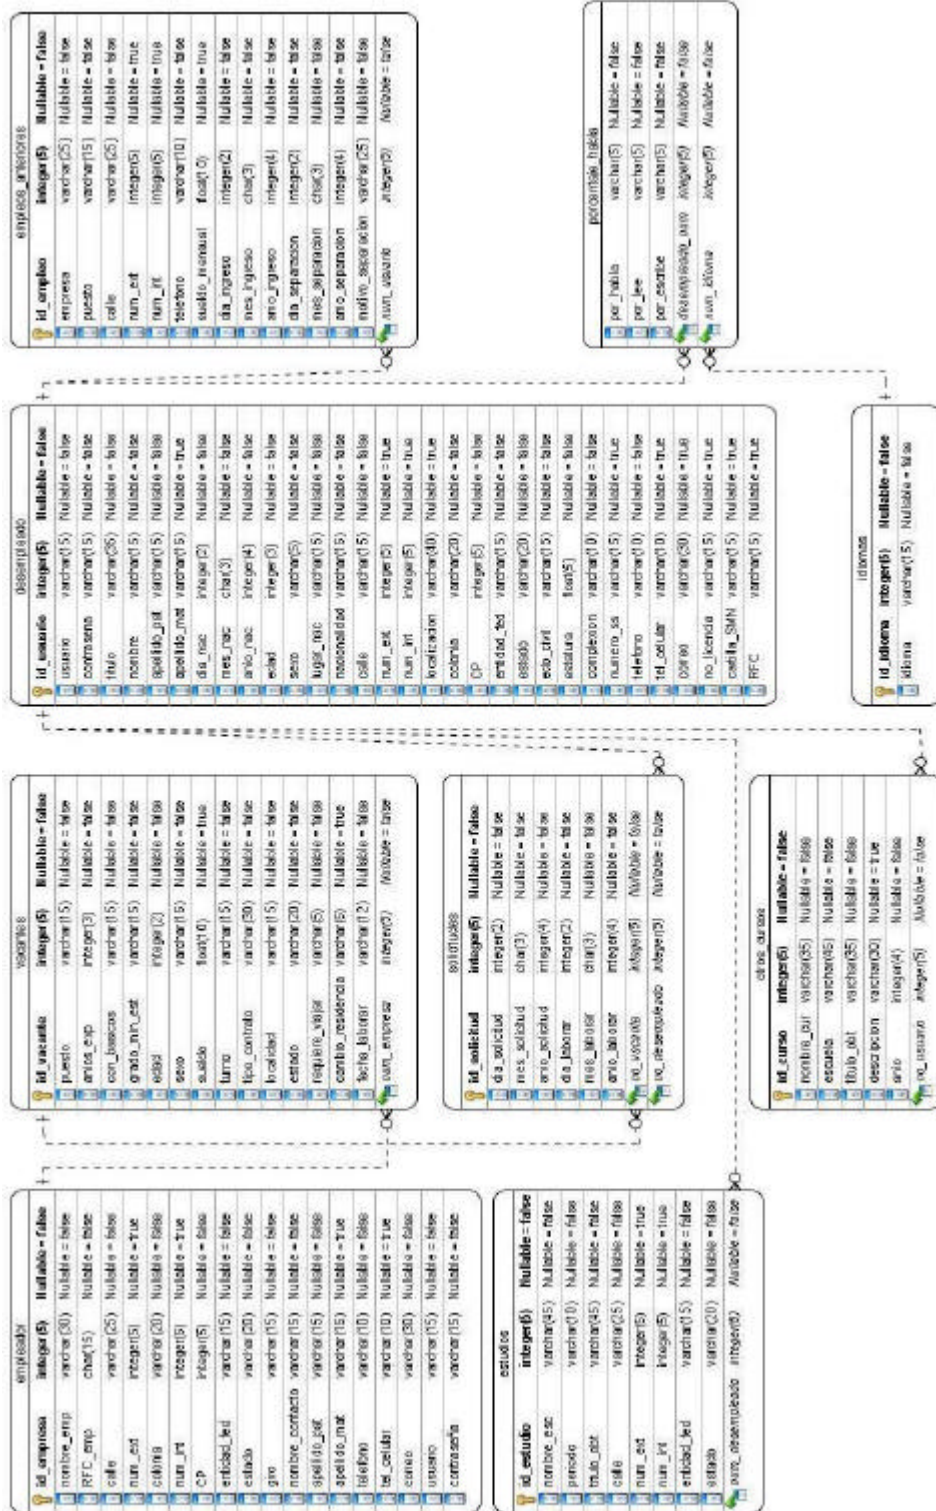 empleador
id_empresa integer(5) Nullable = false
nombre_emp varchar(30) Nullable = false
RFC_emp char(15) Nullable = false
calle varchar(25) Nullable = false
num_ext integer(5) Nullable = false
colonia varchar(20) Nullable = false
num_int integer(5) Nullable = true
CP integer(5) Nullable = false
entidad_fed varchar(15) Nullable = false
estado varchar(20) Nullable = false
giro varchar(15) Nullable = false
nombre_contacto varchar(15) Nullable = false
apellido_pat varchar(15) Nullable = false
apellido_mat varchar(15) Nullable = true
telefono varchar(10) Nullable = false
tel_celular varchar(10) Nullable = true
correo varchar(30) Nullable = false
usuario varchar(15) Nullable = false
contraseña varchar(15) Nullable = false
estudios
id_estudio integer(5) Nullable = false
nombre_esc varchar(45) Nullable = false
periodo varchar(10) Nullable = false
titulo_obt varchar(45) Nullable = false
calle varchar(25) Nullable = false
num_ext integer(5) Nullable = true
num_int integer(5) Nullable = true
entidad_fed varchar(15) Nullable = false
estado varchar(20) Nullable = false
num_desempleado integer(5) Nullable = false
vacantes
id_vacante integer(5) Nullable = false
puesto varchar(15) Nullable = false
anios_exp integer(3) Nullable = false
con_basicos varchar(15) Nullable = false
grado_min_est varchar(15) Nullable = false
edad integer(2) Nullable = false
sexo varchar(15) Nullable = false
sueldo float(10) Nullable = true
turno varchar(15) Nullable = false
tipo_contrato varchar(30) Nullable = false
localidad varchar(15) Nullable = false
estado varchar(20) Nullable = false
requiere_viajar varchar(5) Nullable = false
cambio_residencia varchar(5) Nullable = true
fecha_laborar varchar(12) Nullable = false
num_empresa integer(5) Nullable = false
solicitudes
id_solicitud integer(5) Nullable = false
dia_solicitud integer(2) Nullable = false
mes_solicitud char(3) Nullable = false
anio_solicitud integer(4) Nullable = false
dia_laborar integer(2) Nullable = false
mes_laborar char(3) Nullable = false
anio_laborar integer(4) Nullable = false
no_vacante integer(5) Nullable = false
no_desempleado integer(5) Nullable = false
otros_cursos
id_curso integer(5) Nullable = false
nombre_cur varchar(35) Nullable = false
escuela varchar(45) Nullable = false
titulo_obt varchar(35) Nullable = false
descripcion varchar(30) Nullable = true
anio integer(4) Nullable = false
no_usuario integer(5) Nullable = false
desempleado
id_usuario integer(5) Nullable = false
usuario varchar(15) Nullable = false
contrasena varchar(15) Nullable = false
titulo varchar(35) Nullable = false
nombre varchar(15) Nullable = false
apellido_pat varchar(15) Nullable = false
apellido_mat varchar(15) Nullable = true
dia_nac integer(2) Nullable = false
mes_nac char(3) Nullable = false
anio_nac integer(4) Nullable = false
edad integer(3) Nullable = false
sexo varchar(5) Nullable = false
lugar_nac varchar(15) Nullable = false
nacionalidad varchar(15) Nullable = false
calle varchar(15) Nullable = false
num_ext integer(5) Nullable = true
num_int integer(5) Nullable = true
localizacion varchar(40) Nullable = true
colonia varchar(20) Nullable = false
CP integer(5) Nullable = false
entidad_fed varchar(15) Nullable = false
estado varchar(20) Nullable = false
edo_civil varchar(15) Nullable = false
estatura float(5) Nullable = false
complexion varchar(10) Nullable = false
numero_ss varchar(15) Nullable = true
telefono varchar(10) Nullable = false
tel_celular varchar(10) Nullable = true
correo varchar(30) Nullable = true
no_licencia varchar(15) Nullable = true
cartilla_SMN varchar(15) Nullable = true
RFC varchar(15) Nullable = true
idiomas
id_idioma integer(5) Nullable = false
idioma varchar(15) Nullable = false
empleos_anteriores
id_empleo integer(5) Nullable = false
empresa varchar(25) Nullable = false
puesto varchar(15) Nullable = false
calle varchar(25) Nullable = false
num_ext integer(5) Nullable = true
num_int integer(5) Nullable = true
telefono varchar(10) Nullable = false
sueldo_mensual float(10) Nullable = true
dia_ingreso integer(2) Nullable = false
mes_ingreso char(3) Nullable = false
anio_ingreso integer(4) Nullable = false
dia_separacion integer(2) Nullable = false
mes_separacion char(3) Nullable = false
anio_separacion integer(4) Nullable = false
motivo_separacion varchar(25) Nullable = false
num_usuario integer(5) Nullable = false
porcentaje_habla
por_habla varchar(5) Nullable = false
por_lee varchar(5) Nullable = false
por_escribe varchar(5) Nullable = false
desempleado_num integer(5) Nullable = false
num_idioma integer(5) Nullable = false